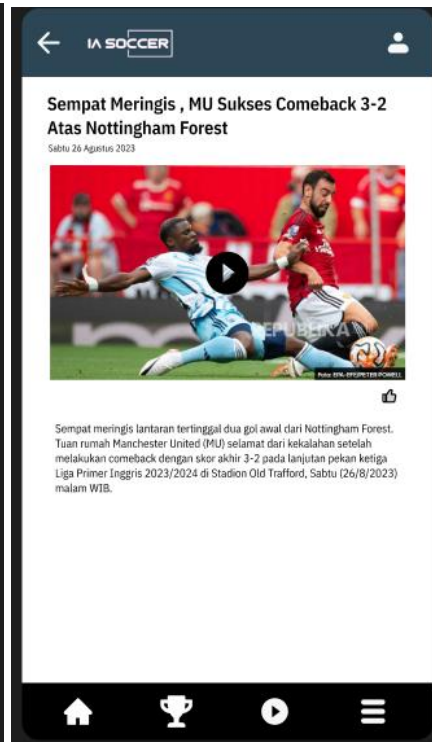 IA SOCCER
Sempat Meringis , MU Sukses Comeback 3-2
Atas Nottingham Forest
Sabtu 26 Agustus 2023
REPUBLIKA
Foto: EPA-EFE/PETER POWELL
Sempat meringis lantaran tertinggal dua gol awal dari Nottingham Forest.
Tuan rumah Manchester United (MU) selamat dari kekalahan setelah
melakukan comeback dengan skor akhir 3-2 pada lanjutan pekan ketiga
Liga Primer Inggris 2023/2024 di Stadion Old Trafford, Sabtu (26/8/2023)
malam WIB.